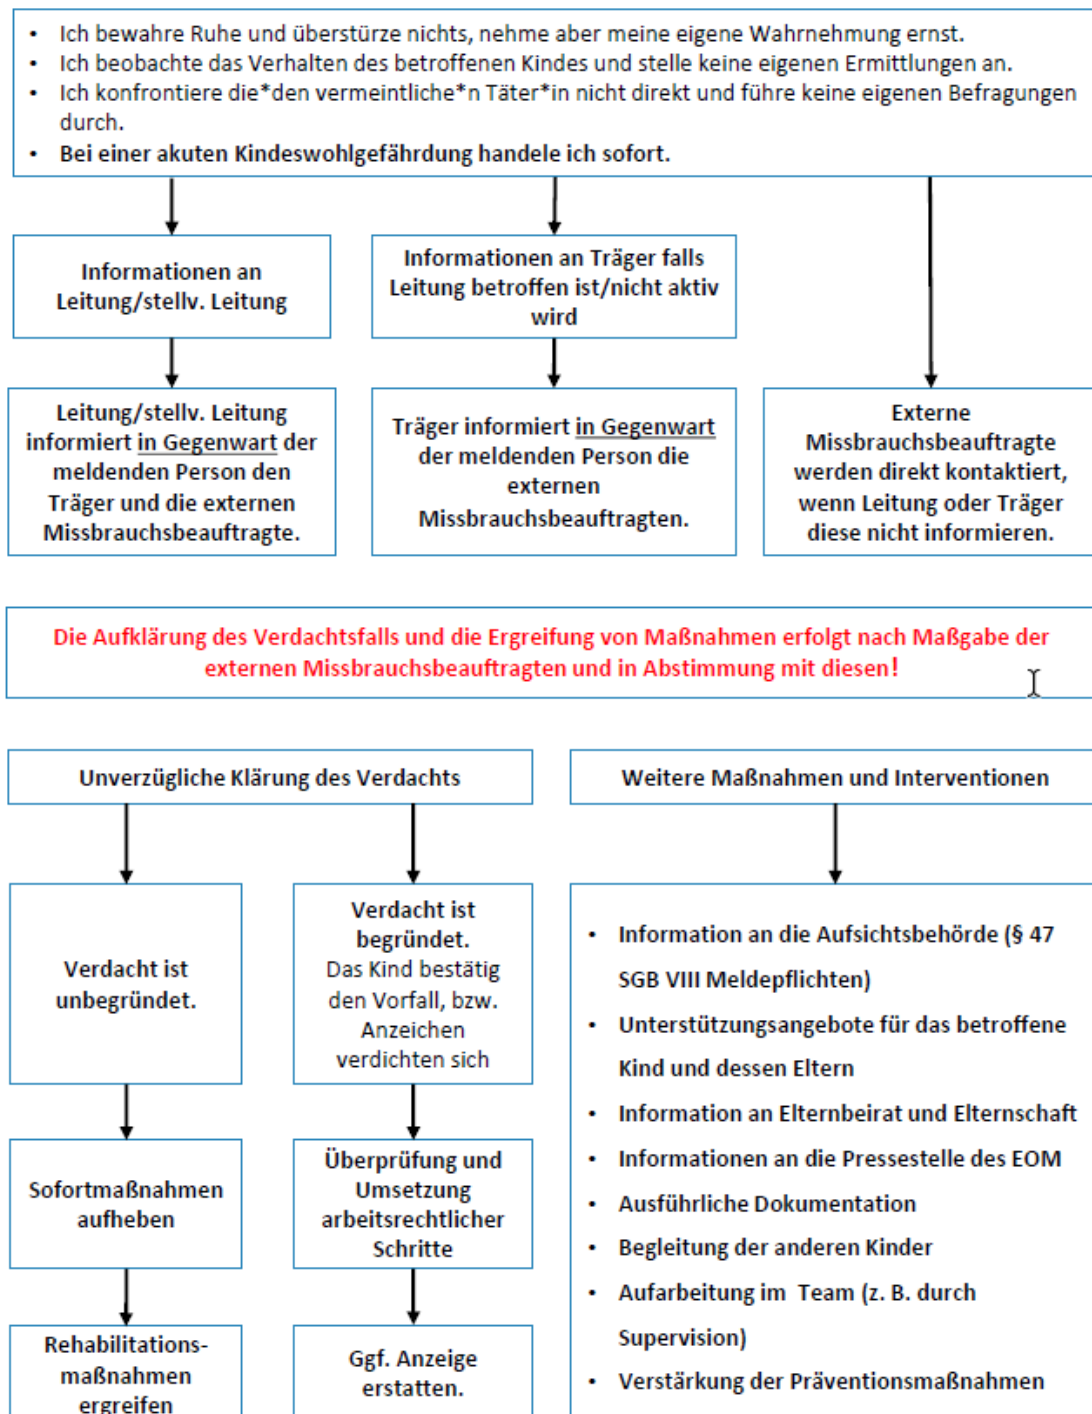 • Ich bewahre Ruhe und überstürze nichts, nehme aber meine eigene Wahrnehmung ernst.
• Ich beobachte das Verhalten des betroffenen Kindes und stelle keine eigenen Ermittlungen an.
• Ich konfrontiere die*den vermeintliche*n Täter*in nicht direkt und führe keine eigenen Befragungen
durch.
• Bei einer akuten Kindeswohlgefährdung handele ich sofort.
Informationen an
Leitung/stellv. Leitung
Informationen an Träger falls
Leitung betroffen ist/nicht aktiv
wird
Leitung/stellv. Leitung
informiert in Gegenwart der
meldenden Person den
Träger und die externen
Missbrauchsbeauftragte.
Träger informiert in Gegenwart
der meldenden Person die
externen
Missbrauchsbeauftragten.
Externe
Missbrauchsbeauftragte
werden direkt kontaktiert,
wenn Leitung oder Träger
diese nicht informieren.
Die Aufklärung des Verdachtsfalls und die Ergreifung von Maßnahmen erfolgt nach Maßgabe der
externen Missbrauchsbeauftragten und in Abstimmung mit diesen!
Unverzügliche Klärung des Verdachts
Verdacht ist
unbegründet.
Sofortmaßnahmen
aufheben
Rehabilitations-
maßnahmen
ergreifen
Verdacht ist
begründet.
Das Kind bestätig
den Vorfall, bzw.
Anzeichen
verdichten sich
Überprüfung und
Umsetzung
arbeitsrechtlicher
Schritte
Ggf. Anzeige
erstatten.
Weitere Maßnahmen und Interventionen
• Information an die Aufsichtsbehörde (§ 47
SGB VIII Meldepflichten)
• Unterstützungsangebote für das betroffene
Kind und dessen Eltern
• Information an Elternbeirat und Elternschaft
• Informationen an die Pressestelle des EOM
• Ausführliche Dokumentation
• Begleitung der anderen Kinder
• Aufarbeitung im Team (z. B. durch
Supervision)
• Verstärkung der Präventionsmaßnahmen